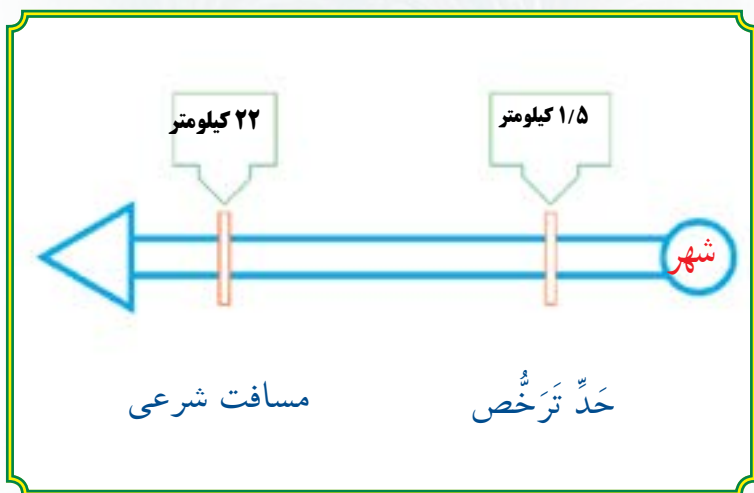 ۱/۵ کیلومتر
۲۲ کیلومتر
شهر
حَدِّ تَرَخُّص
مسافت شرعی